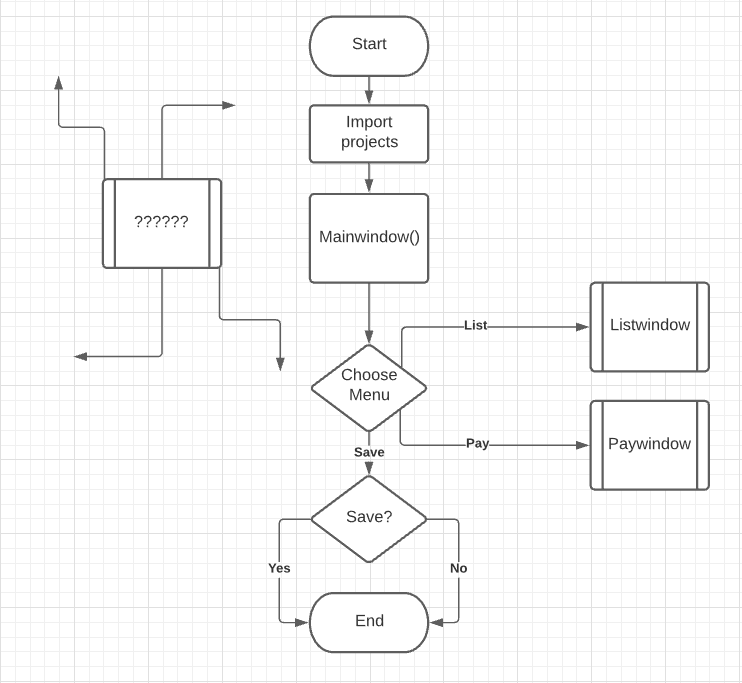 Start
Import
projects
??????
Mainwindow()
List
Listwindow
Choose
Menu
Pay
Paywindow
Save
Save?
Yes
No
End